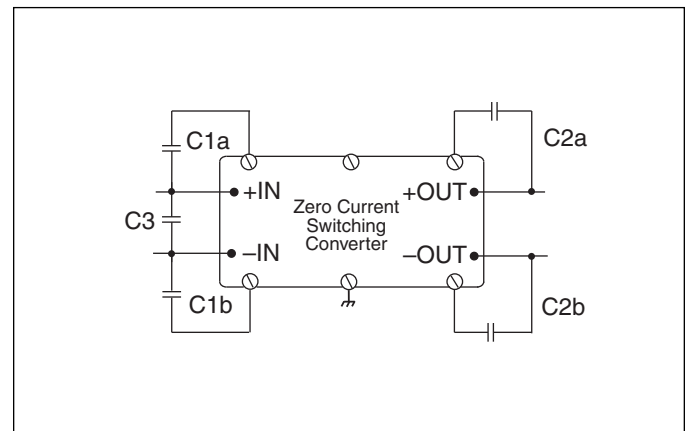 C1a
C2a
+IN
+OUT
Zero Current
Switching
Converter
C3
–IN
–OUT
C1b
C2b